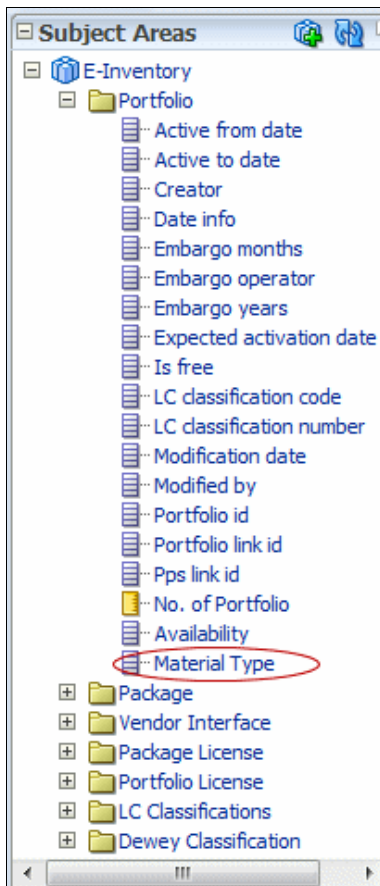 Subject Areas
E-Inventory
Portfolio
Active from date
Active to date
Creator
Date info
Embargo months
Embargo operator
Embargo years
Expected activation date
Is free
LC classification code
LC classification number
Modification date
Modified by
Portfolio id
Portfolio link id
Pps link id
No. of Portfolio
Availability
Material Type
Package
Vendor Interface
Package License
Portfolio License
LC Classifications
Dewey Classification